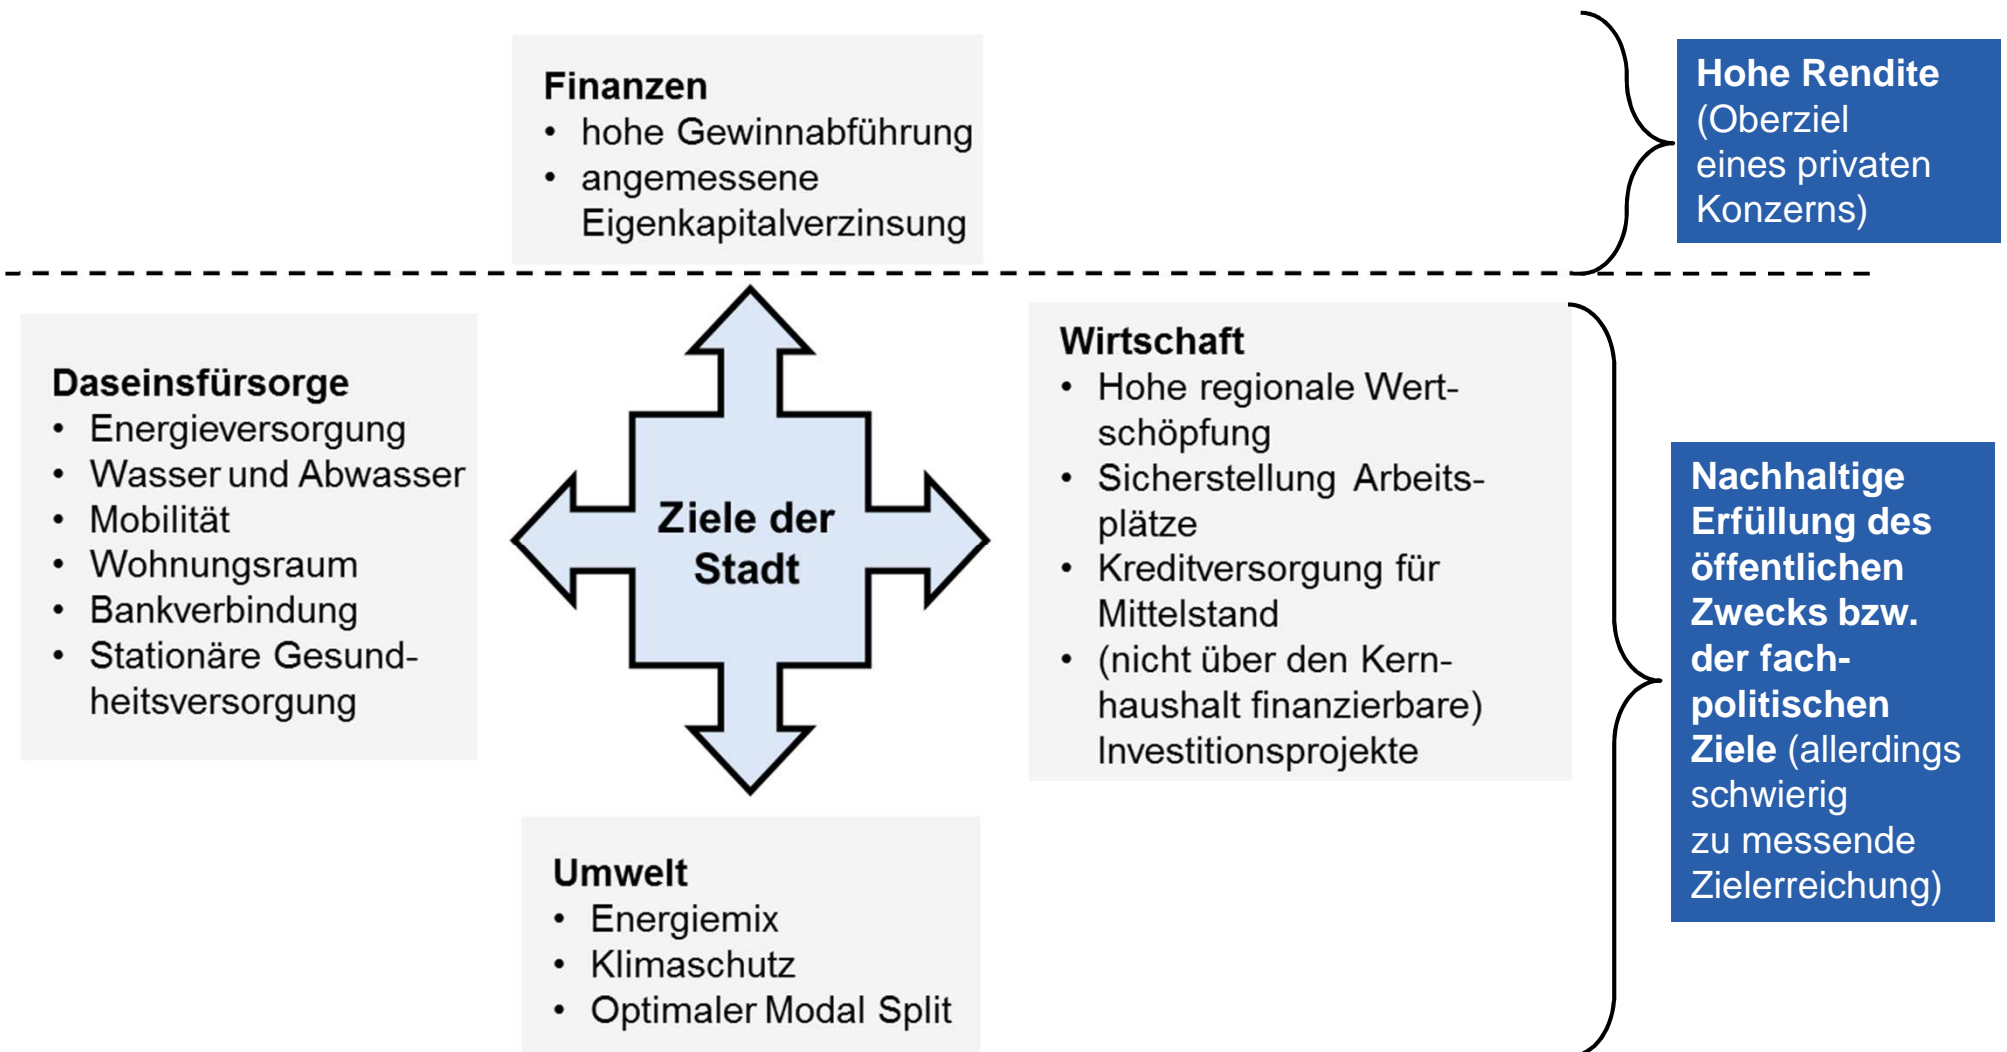 Finanzen
• hohe Gewinnabführung
• angemessene
Eigenkapitalverzinsung
Hohe Rendite
(Oberziel
eines privaten
Konzerns)
Daseinsfürsorge
• Energieversorgung
• Wasser und Abwasser
• Mobilität
• Wohnungsraum
• Bankverbindung
• Stationäre Gesund-
heitsversorgung
Ziele der
Stadt
Wirtschaft
• Hohe regionale Wert-
schöpfung
• Sicherstellung Arbeits-
plätze
• Kreditversorgung für
Mittelstand
• (nicht über den Kern-
haushalt finanzierbare)
Investitionsprojekte
Nachhaltige
Erfüllung des
öffentlichen
Zwecks bzw.
der fach-
politischen
Ziele (allerdings
schwierig
zu messende
Zielerreichung)
Umwelt
• Energiemix
• Klimaschutz
• Optimaler Modal Split